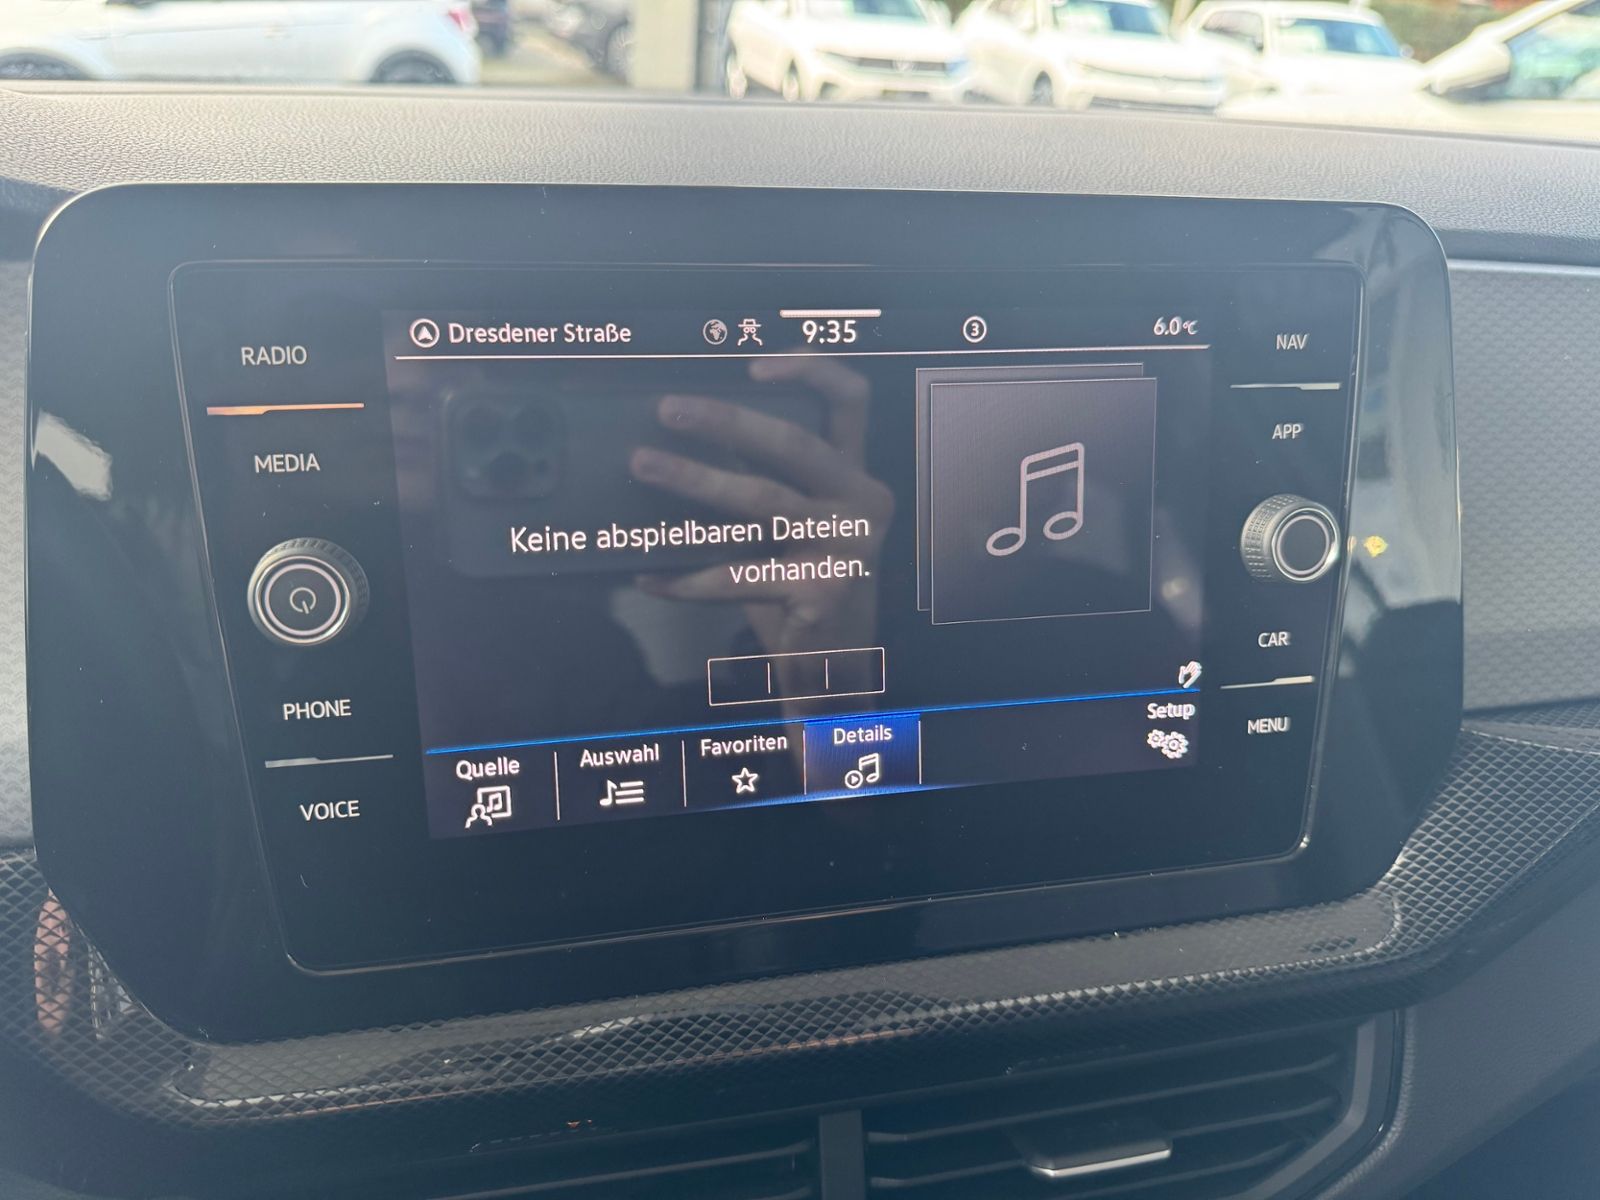 RADIO
MEDIA
PHONE
VOICE
Dresdener Straße
9:35
3
6.0°C
Keine abspielbaren Dateien
vorhanden.
Quelle
Auswahl
Favoriten
Details
Setup
NAV
APP
CAR
MENU